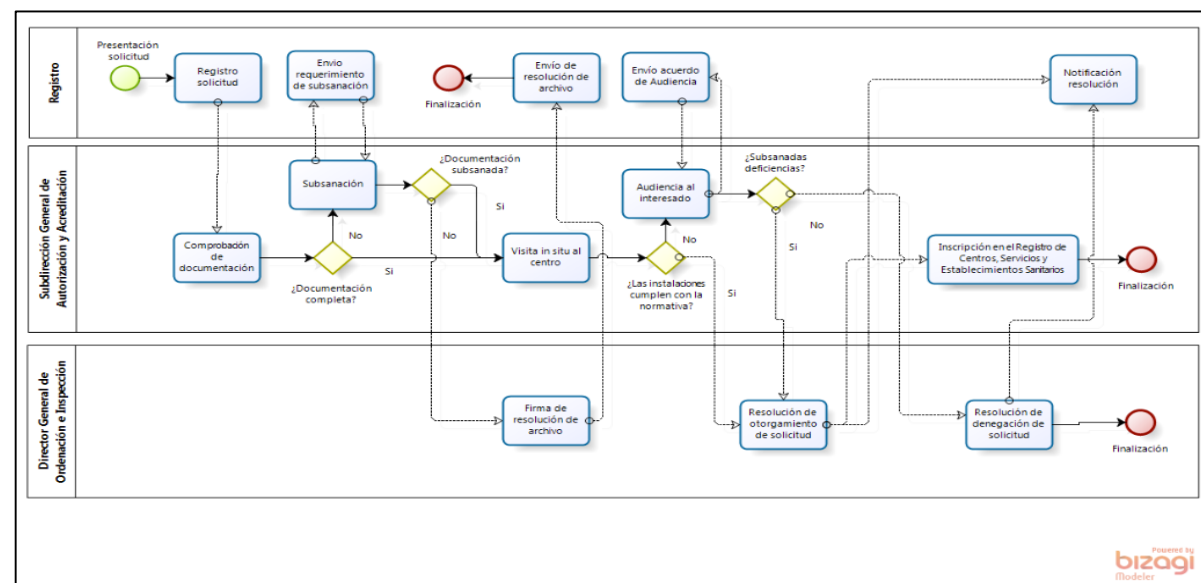 Registro
Presentación
solicitud
Registro
solicitud
Envio
requerimiento
de subsanación
Finalización
Envío de
resolución de
archivo
Envío acuerdo
de Audiencia
Notificación
resolución
Subdirección General de
Autorización y Acreditación
Comprobación
de
documentación
¿Documentación
completa?
No
Si
Subsanación
¿Documentación
subsanada?
Si
No
Visita in situ al
centro
Audiencia al
interesado
¿Las instalaciones
cumplen con la
normativa?
No
Si
¿Subsanadas
deficiencias?
No
Si
Inscripción en el Registro de
Centros, Servicios y
Establecimientos Sanitarios
Finalización
Director General de
Ordenación e Inspección
Firma de
resolución de
archivo
Resolución de
otorgamiento
de solicitud
Resolución de
denegación de
solicitud
Finalización
Powered by
bizagi
Modeler